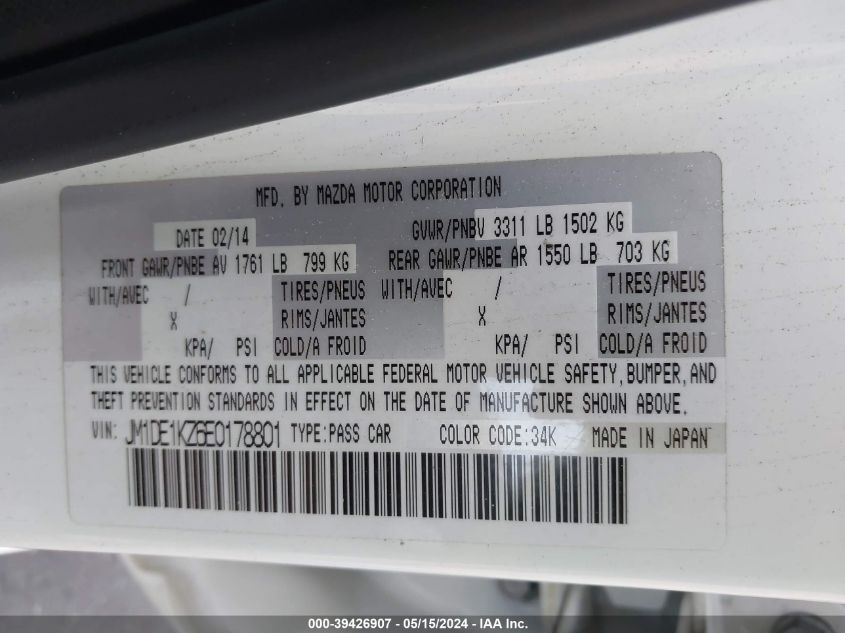 MFD. BY MAZDA MOTOR CORPORATION
DATE 02/14 GVWR/PNBV 3311 LB 1502 KG
FRONT GAWR/PNBE AV 1761 LB 799 KG REAR GAWR/PNBE AR 1550 LB 703 KG
WITH/AVEC / TIRES/PNEUS WITH/AVEC / TIRES/PNEUS
X RIMS/JANTES X RIMS/JANTES
KPA/ PSI COLD/A FROID KPA/ PSI COLD/A FROID
THIS VEHICLE CONFORMS TO ALL APPLICABLE FEDERAL MOTOR VEHICLE SAFETY, BUMPER, AND
THEFT PREVENTION STANDARDS IN EFFECT ON THE DATE OF MANUFACTURE SHOWN ABOVE.
VIN: JM1DE1KZ6E0178801 TYPE:PASS CAR COLOR CODE:34K MADE IN JAPAN
000-39426907 - 05/15/2024 - IAA Inc.